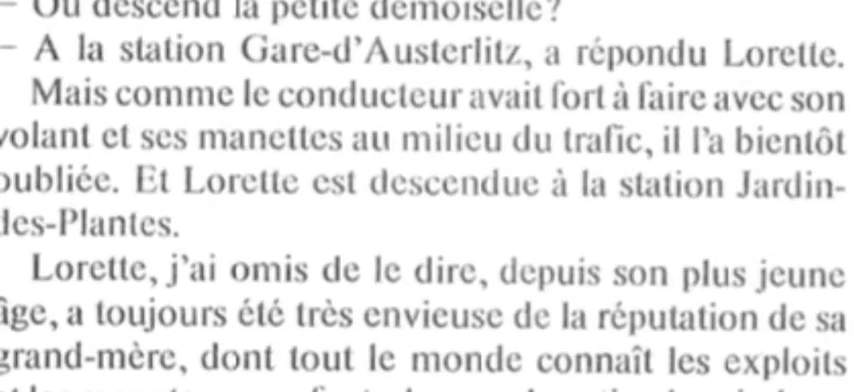 – Où descend la petite demoiselle?
– A la station Gare-d'Austerlitz, a répondu Lorette.
Mais comme le conducteur avait fort à faire avec son
volant et ses manettes au milieu du trafic, il l'a bientôt
oubliée. Et Lorette est descendue à la station Jardin-
des-Plantes.
Lorette, j'ai omis de le dire, depuis son plus jeune
âge, a toujours été très envieuse de la réputation de sa
grand-mère, dont tout le monde connaît les exploits